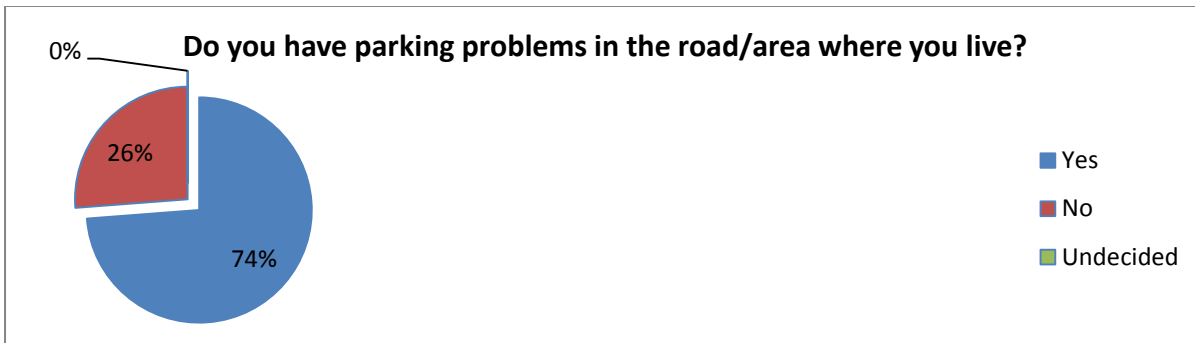 Do you have parking problems in the road/area where you live?
0%
26%
74%
Yes
No
Undecided